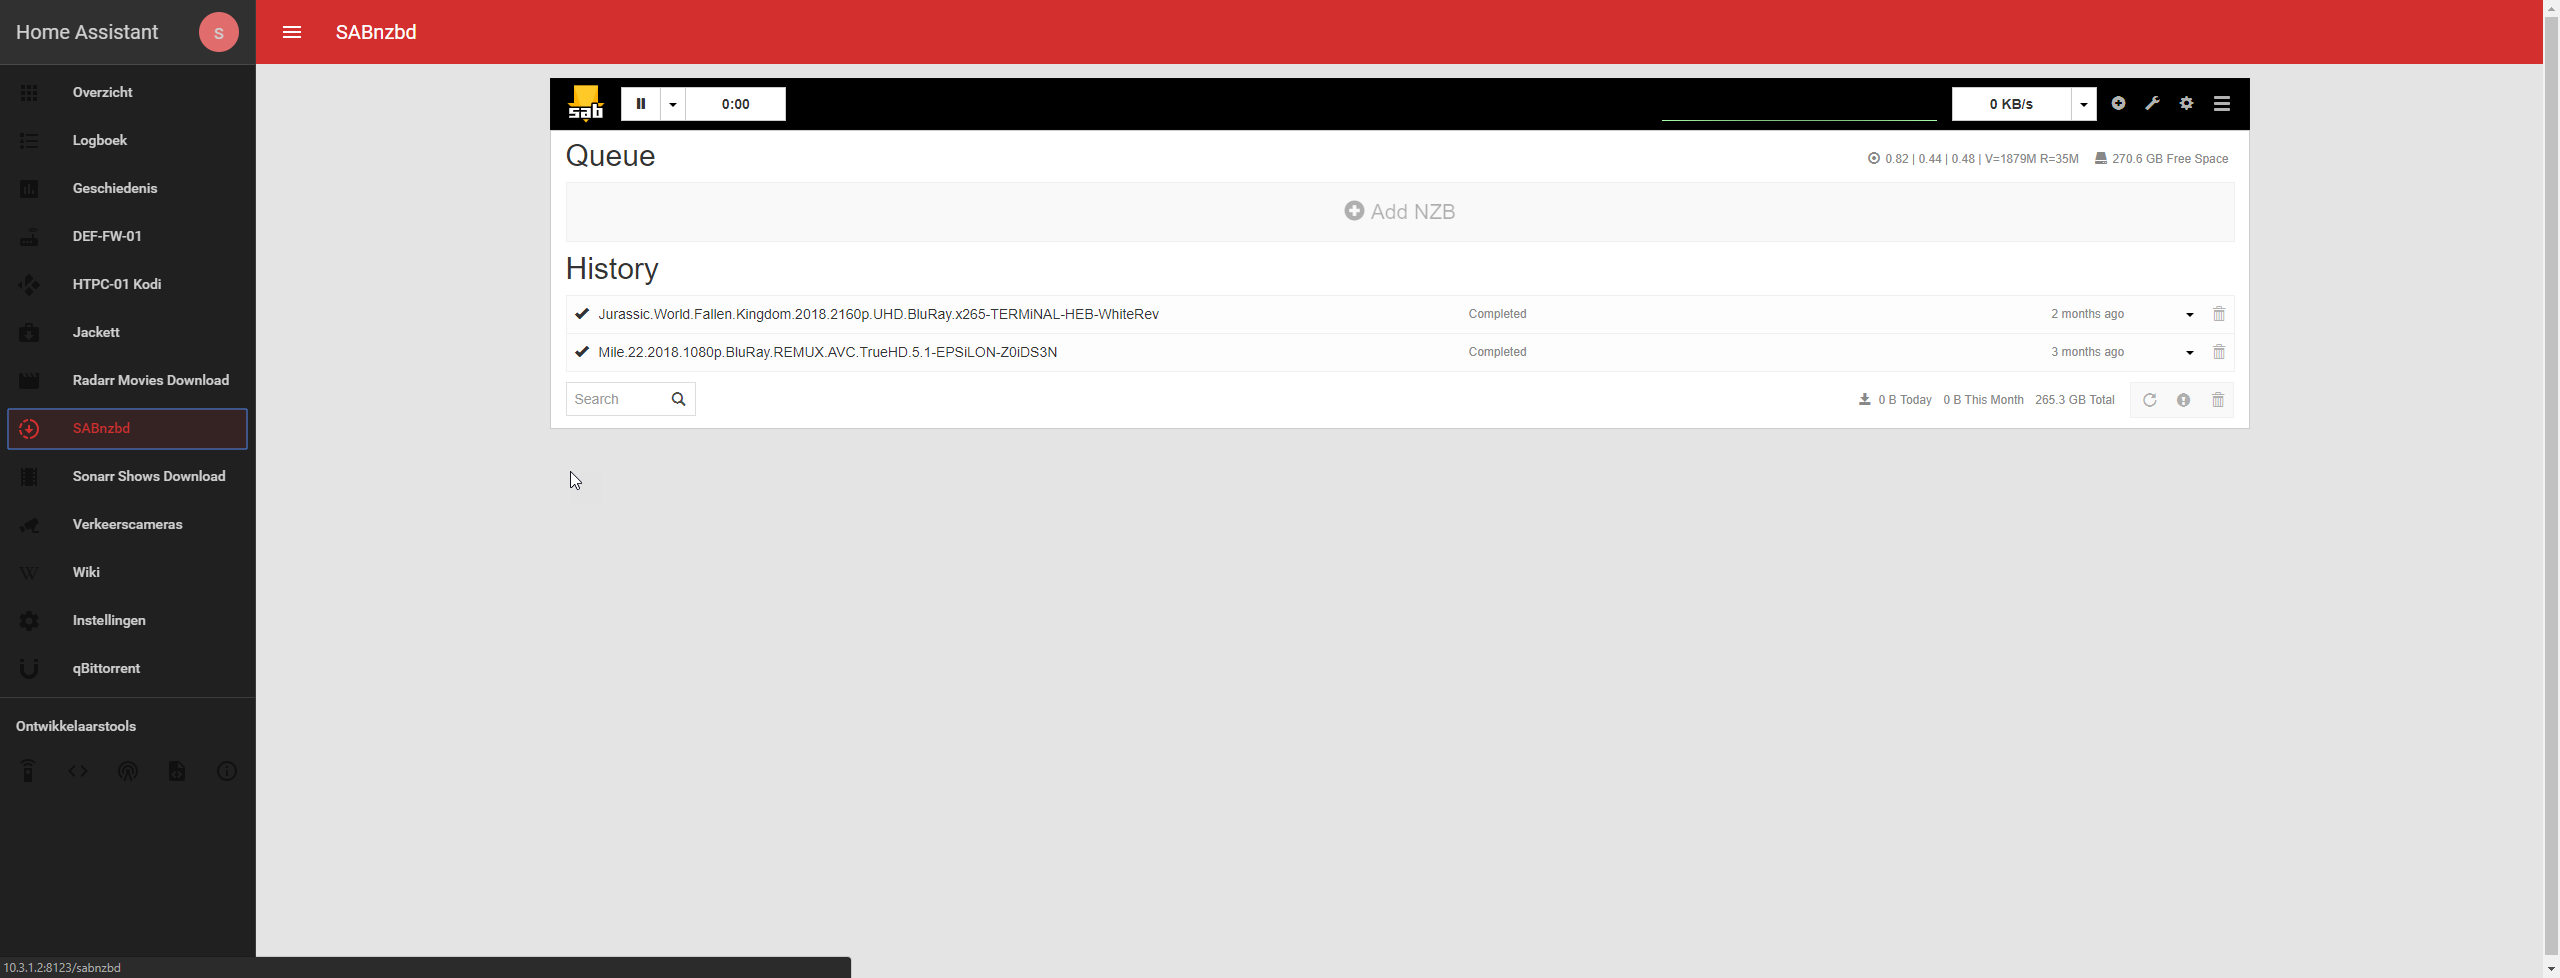 Home Assistant
S
SABnzbd
Overzicht
Logboek
Geschiedenis
DEF-FW-01
HTPC-01 Kodi
Jackett
Radarr Movies Download
SABnzbd
Sonarr Shows Download
Verkeerscameras
Wiki
Instellingen
qBittorrent
Ontwikkelaarstools
10.3.1.2:8123/sabnzbd
sab
0:00
0 KB/s
Queue
0.82 | 0.44 | 0.48 | V=1879M R=35M
270.6 GB Free Space
Add NZB
History
Jurassic.World.Fallen.Kingdom.2018.2160p.UHD.BluRay.x265-TERMiNAL-HEB-WhiteRev Completed 2 months ago
Mile.22.2018.1080p.BluRay.REMUX.AVC.TrueHD.5.1-EPSiLON-Z0iDS3N Completed 3 months ago
Search
0 B Today 0 B This Month 265.3 GB Total